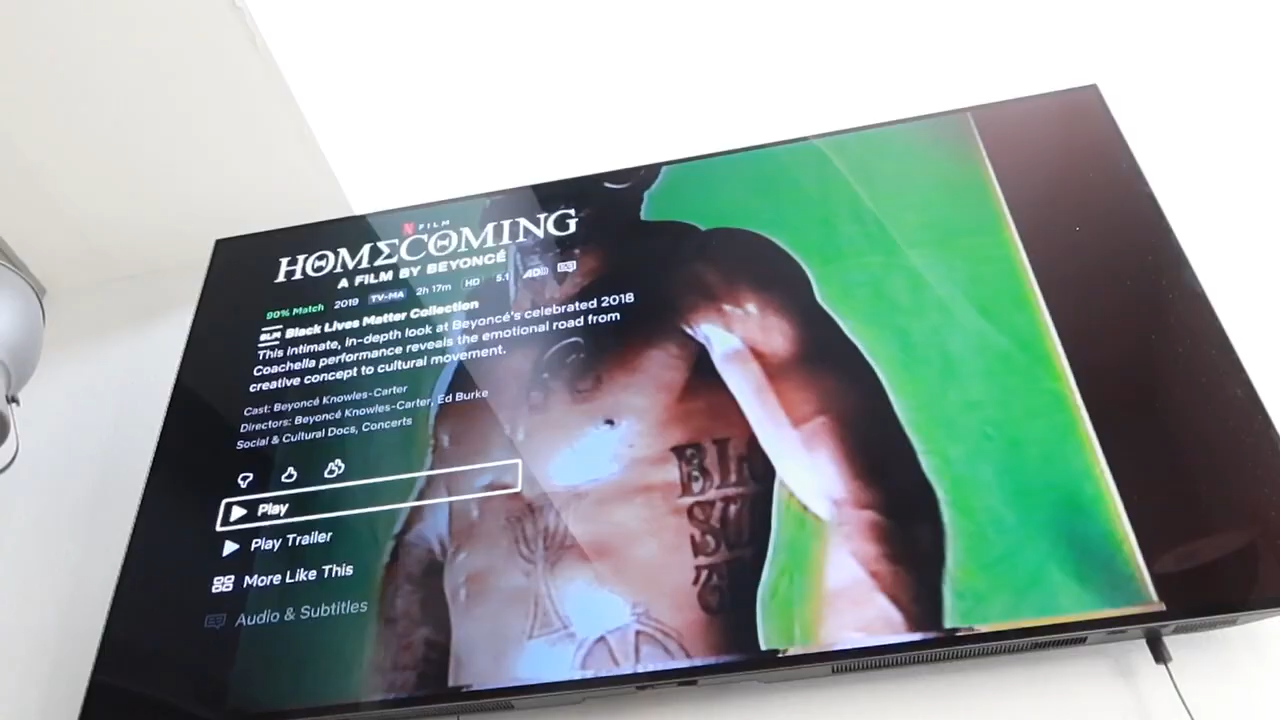 N FILM
HOMΣCΘMING
A FILM BY BEYONCÉ
90% Match 2019 TV-MA 2h 17m HD 5.1 AD
BLM Black Lives Matter Collection
This intimate, in-depth look at Beyoncé's celebrated 2018
Coachella performance reveals the emotional road from
creative concept to cultural movement.
Cast: Beyoncé Knowles-Carter
Directors: Beyoncé Knowles-Carter, Ed Burke
Social & Cultural Docs, Concerts
Play
Play Trailer
More Like This
Audio & Subtitles